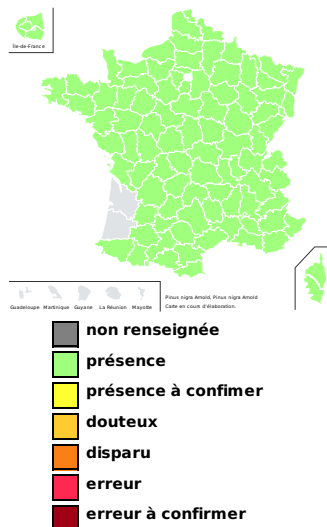 Île-de-France
Guadeloupe Martinique Guyane La Réunion Mayotte
Pinus nigra Arnold, Pinus nigra Arnold
Carte en cours d'élaboration.
non renseignée
présence
présence à confimer
douteux
disparu
erreur
erreur à confirmer